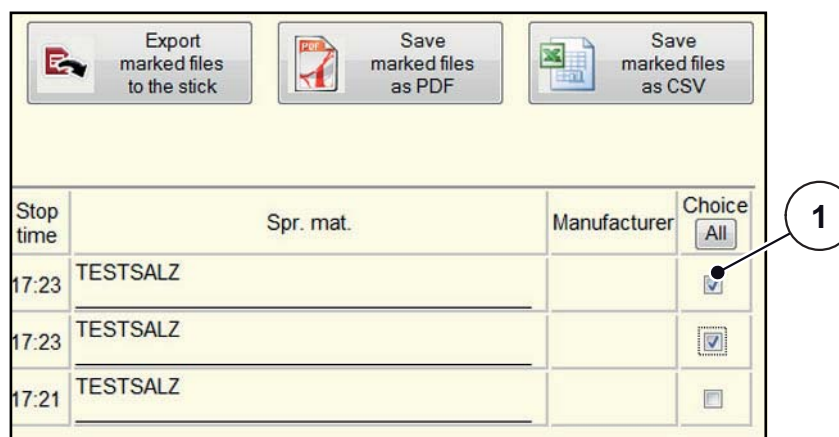 Export
marked files
to the stick
PDF
Save
marked files
as PDF
Save
marked files
as CSV
Stop
time
Spr. mat.
Manufacturer
Choice
All
1
17:23
TESTSALZ
17:23
TESTSALZ
17:21
TESTSALZ